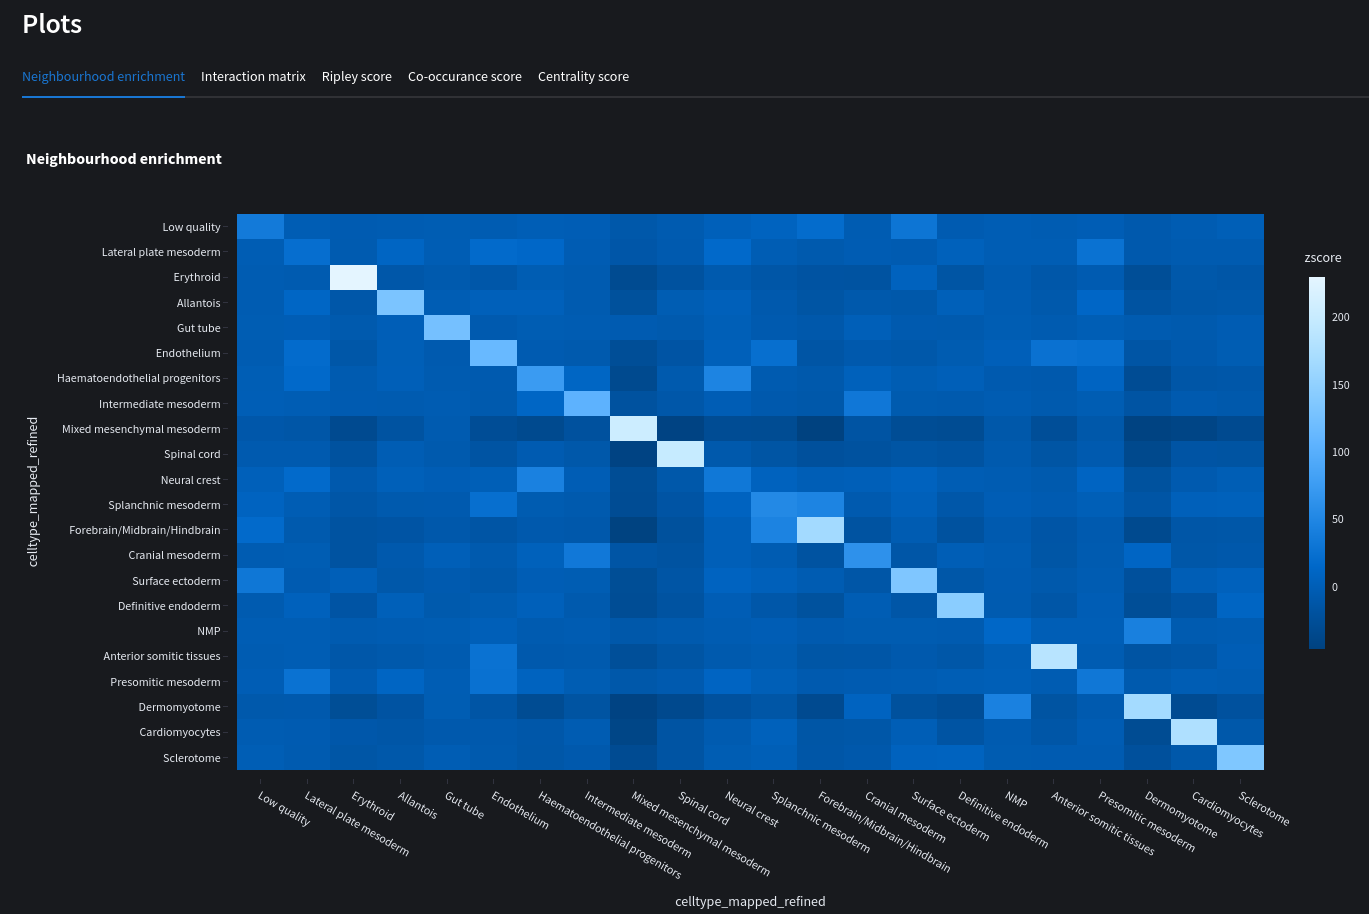 Plots
Neighbourhood enrichment Interaction matrix Ripley score Co-occurance score Centrality score
Neighbourhood enrichment
celltype_mapped_refined
Low quality
Lateral plate mesoderm
Erythroid
Allantois
Gut tube
Endothelium
Haematoendothelial progenitors
Intermediate mesoderm
Mixed mesenchymal mesoderm
Spinal cord
Neural crest
Splanchnic mesoderm
Forebrain/Midbrain/Hindbrain
Cranial mesoderm
Surface ectoderm
Definitive endoderm
NMP
Anterior somitic tissues
Presomitic mesoderm
Dermomyotome
Cardiomyocytes
Sclerotome
Low quality
Lateral plate mesoderm
Erythroid
Allantois
Gut tube
Endothelium
Haematoendothelial progenitors
Intermediate mesoderm
Mixed mesenchymal mesoderm
Spinal cord
Neural crest
Splanchnic mesoderm
Forebrain/Midbrain/Hindbrain
Cranial mesoderm
Surface ectoderm
Definitive endoderm
NMP
Anterior somitic tissues
Presomitic mesoderm
Dermomyotome
Cardiomyocytes
Sclerotome
celltype_mapped_refined
zscore
200
150
100
50
0